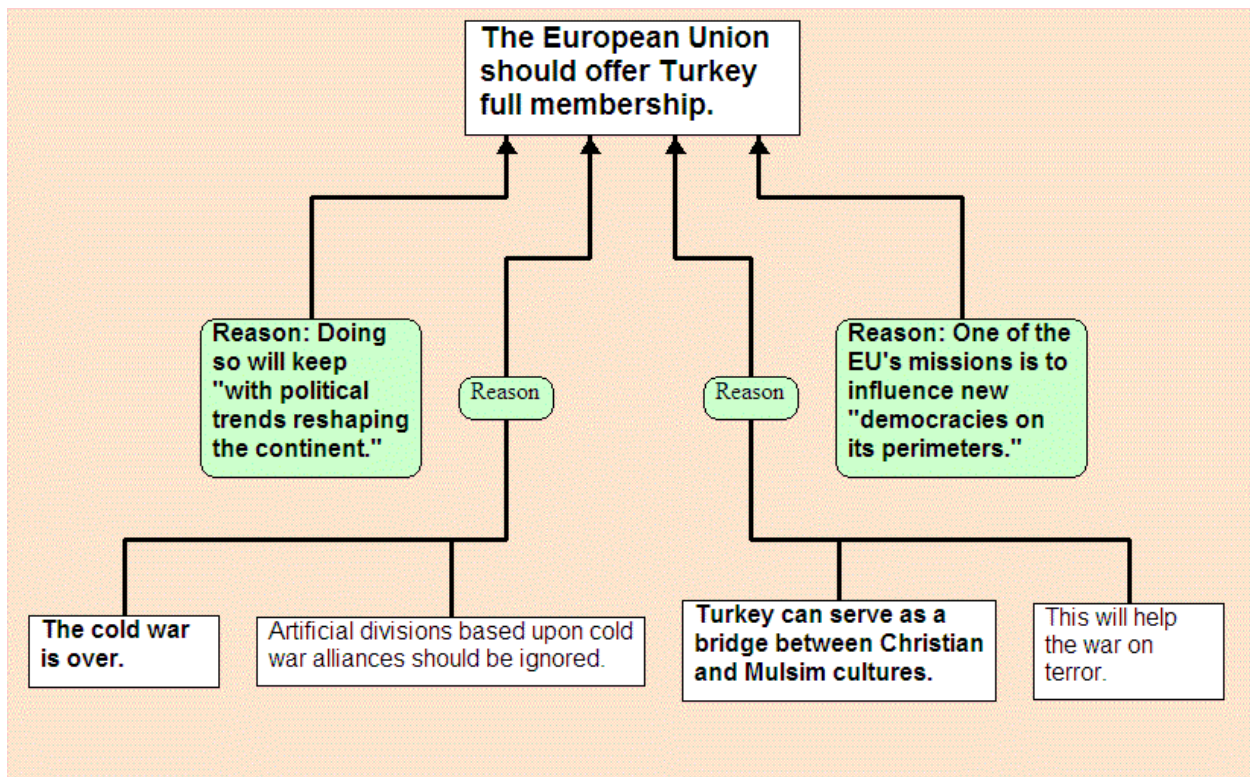 The European Union
should offer Turkey
full membership.
Reason: Doing
so will keep
"with political
trends reshaping
the continent."
Reason
Reason
Reason: One of the
EU's missions is to
influence new
"democracies on
its perimeters."
The cold war
is over.
Artificial divisions based upon cold
war alliances should be ignored.
Turkey can serve as a
bridge between Christian
and Mulsim cultures.
This will help
the war on
terror.